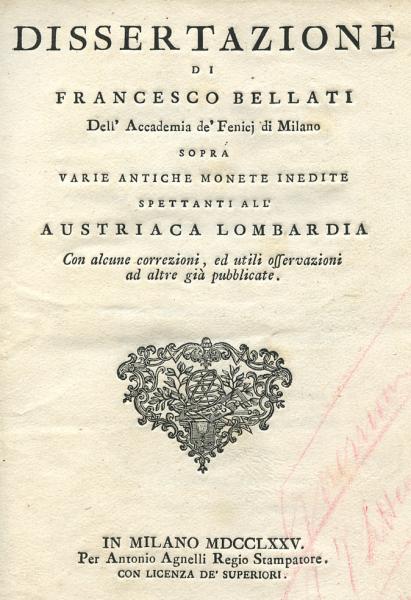 DISSERTAZIONE
DI
FRANCESCO BELLATI
Dell' Accademia de' Fenicj di Milano
SOPRA
VARIE ANTICHE MONETE INEDITE
SPETTANTI ALL'
AUSTRIACA LOMBARDIA
Con alcune correzioni, ed utili osservazioni
ad altre già pubblicate.
IN MILANO MDCCLXXV.
Per Antonio Agnelli Regio Stampatore.
CON LICENZA DE' SUPERIORI.